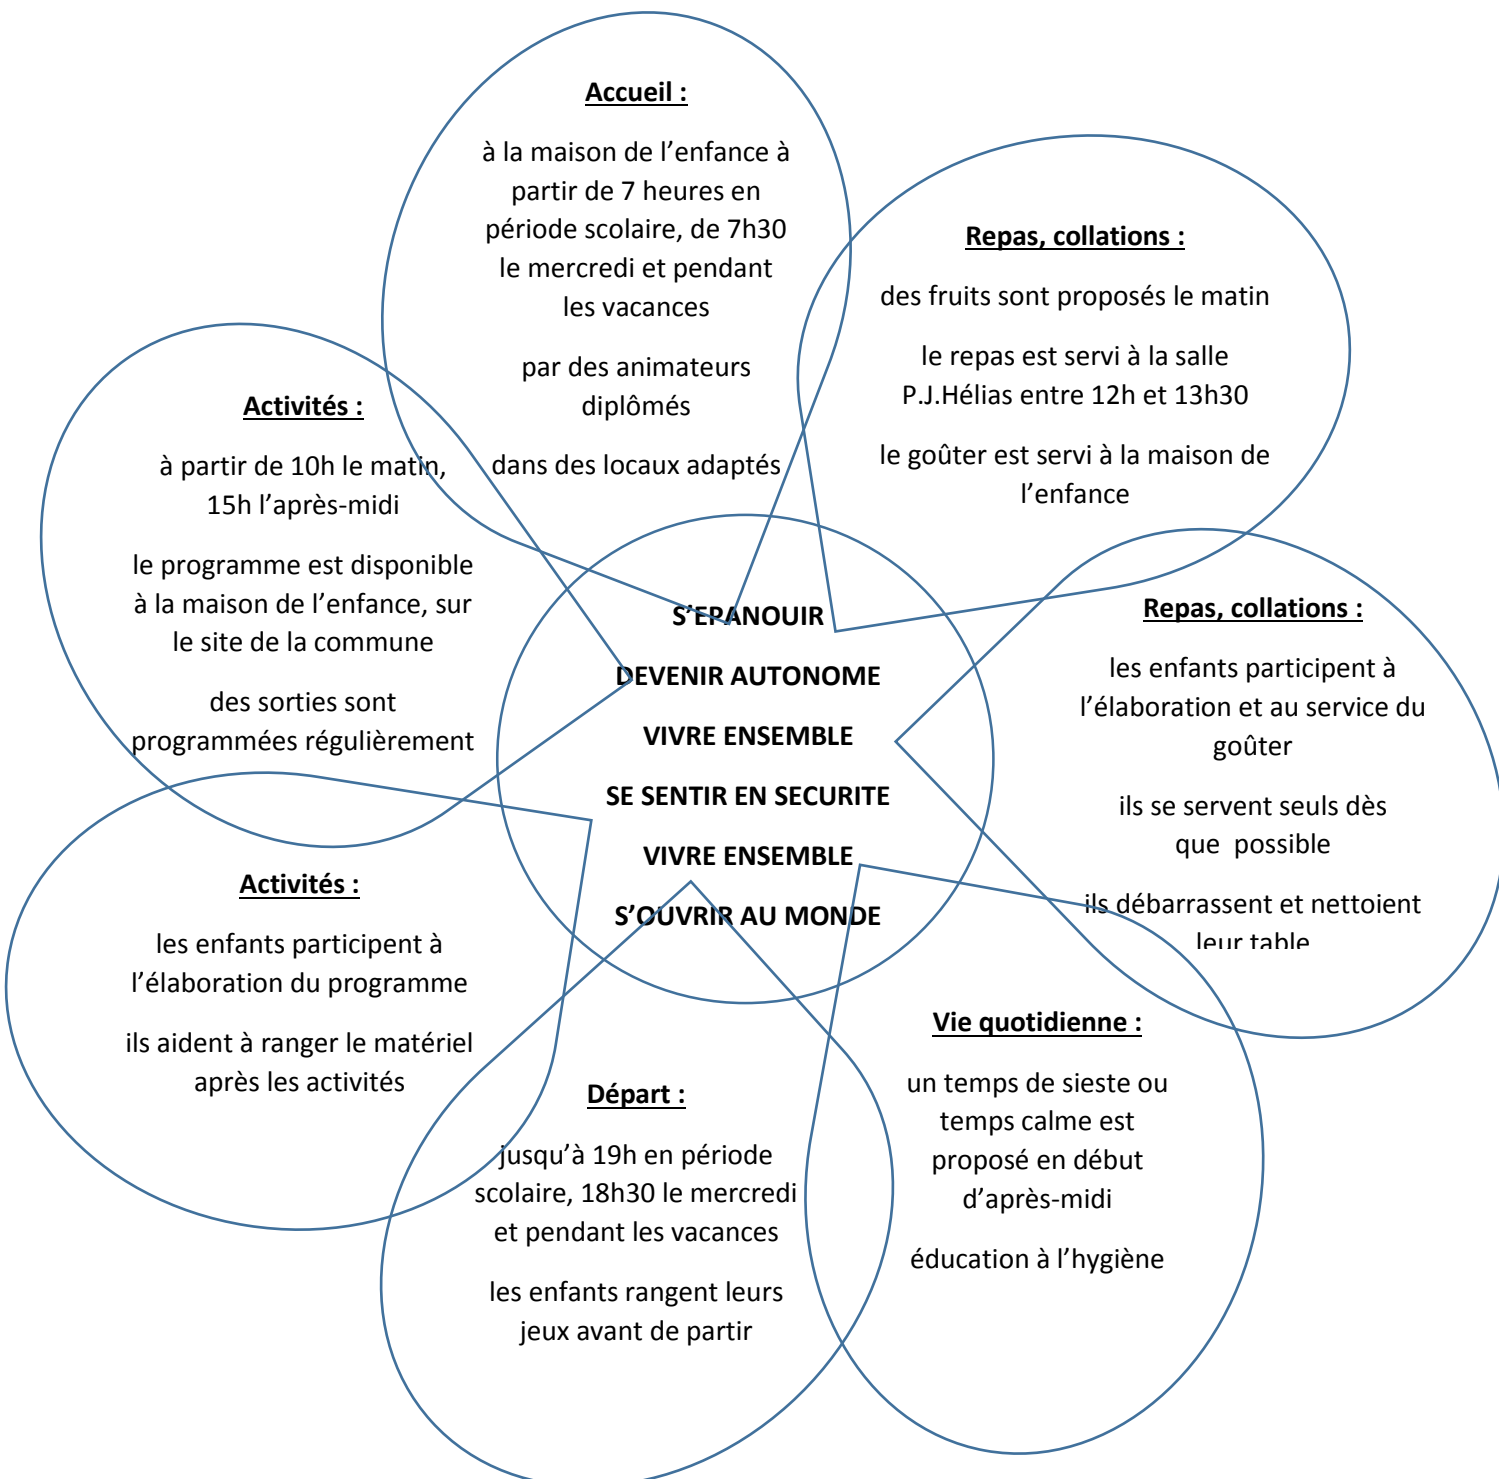 Accueil :
à la maison de l’enfance à
partir de 7 heures en
période scolaire, de 7h30
le mercredi et pendant
les vacances
par des animateurs
diplômés
dans des locaux adaptés
Repas, collations :
des fruits sont proposés le matin
le repas est servi à la salle
P.J.Hélias entre 12h et 13h30
le goûter est servi à la maison de
l’enfance
Repas, collations :
les enfants participent à
l’élaboration et au service du
goûter
ils se servent seuls dès
que  possible
ils débarrassent et nettoient
leur table
Vie quotidienne :
un temps de sieste ou
temps calme est
proposé en début
d’après-midi
éducation à l’hygiène
Départ :
jusqu’à 19h en période
scolaire, 18h30 le mercredi
et pendant les vacances
les enfants rangent leurs
jeux avant de partir
Activités :
les enfants participent à
l’élaboration du programme
ils aident à ranger le matériel
après les activités
Activités :
à partir de 10h le matin,
15h l’après-midi
le programme est disponible
à la maison de l’enfance, sur
le site de la commune
des sorties sont
programmées régulièrement
S’EPANOUIR
DEVENIR AUTONOME
VIVRE ENSEMBLE
SE SENTIR EN SECURITE
VIVRE ENSEMBLE
S’OUVRIR AU MONDE